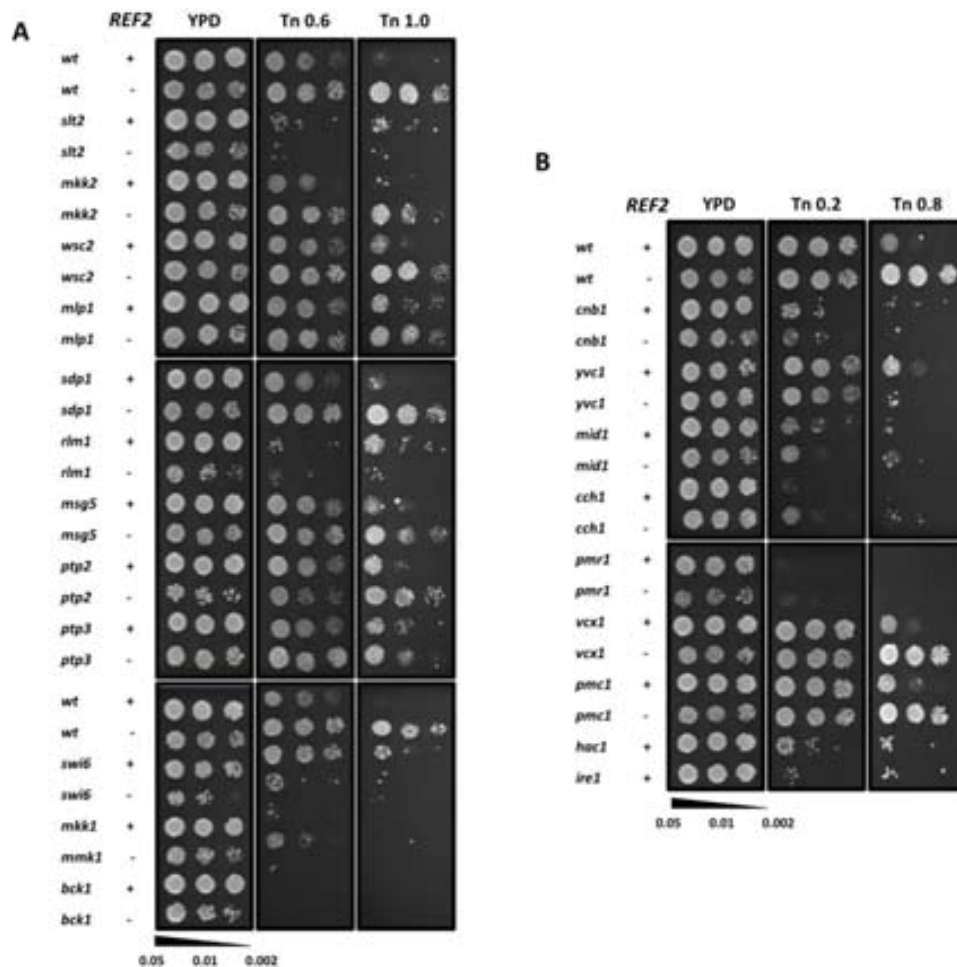 A
REF2 YPD Tn 0.6 Tn 1.0
wt +
wt -
slt2 +
slt2 -
mkk2 +
mkk2 -
wsc2 +
wsc2 -
mlp1 +
mlp1 -
sdp1 +
sdp1 -
rlm1 +
rlm1 -
msg5 +
msg5 -
ptp2 +
ptp2 -
ptp3 +
ptp3 -
wt +
wt -
swi6 +
swi6 -
mkk1 +
mmk1 -
bck1 +
bck1 -
0.05 0.01 0.002
B
REF2 YPD Tn 0.2 Tn 0.8
wt +
wt -
cnb1 +
cnb1 -
yvc1 +
yvc1 -
mid1 +
mid1 -
cch1 +
cch1 -
pmr1 +
pmr1 -
vcx1 +
vcx1 -
pmc1 +
pmc1 -
hac1 +
ire1 +
0.05 0.01 0.002